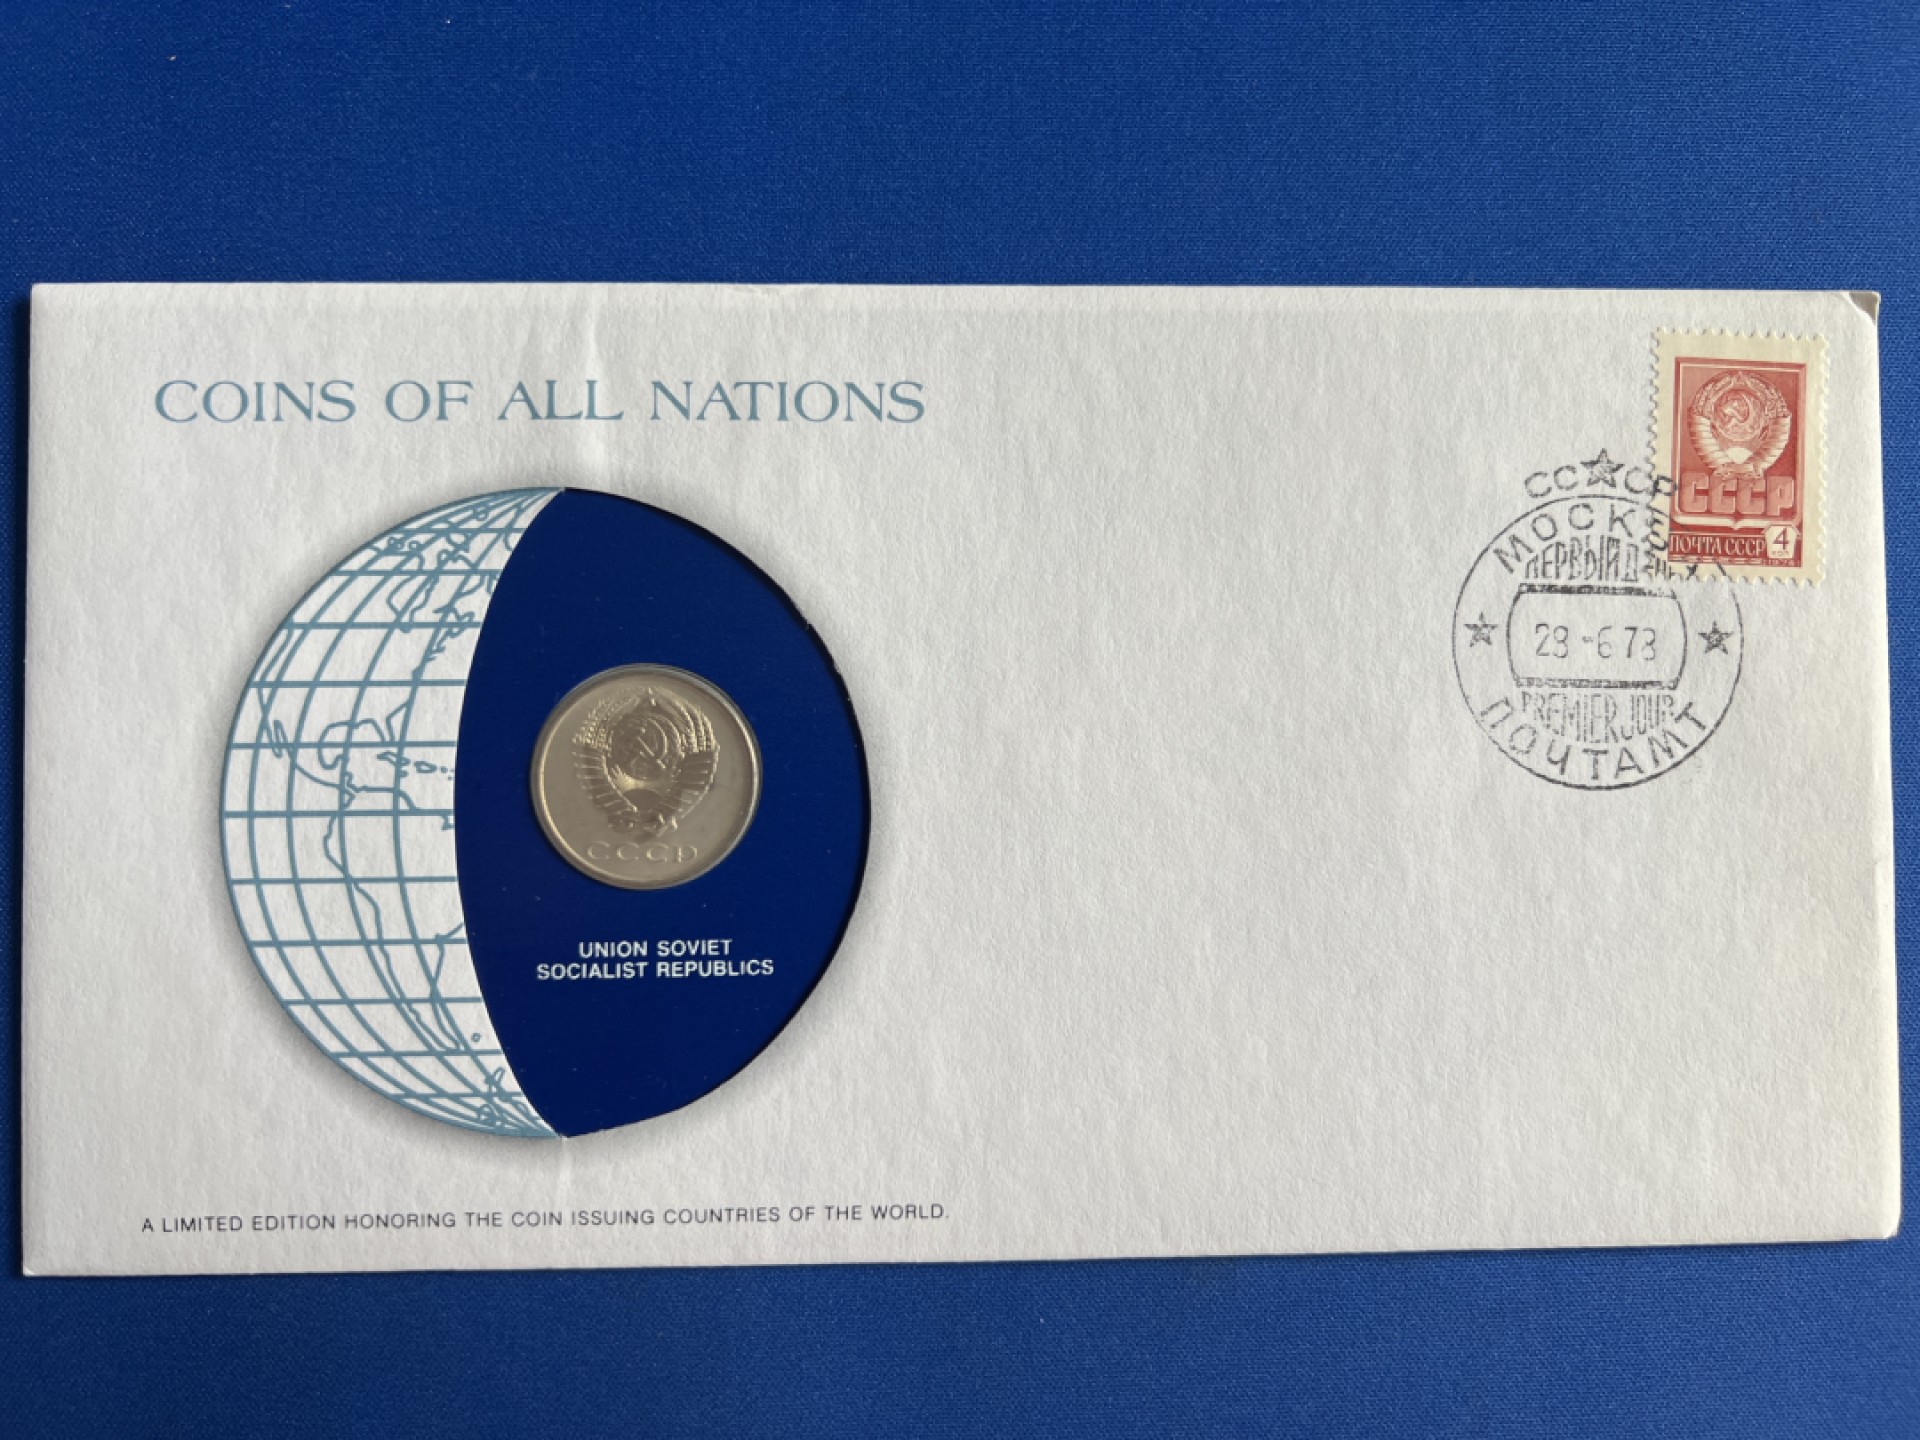 COINS OF ALL NATIONS
СССР
ПОЧТА СССР
4
СССР
МОСКВА
ПЕРВЫЙ ДЕНЬ
28-6 78
PREMIER JOUR
ПОЧТАМТ
СССР
UNION SOVIET
SOCIALIST REPUBLICS
A LIMITED EDITION HONORING THE COIN ISSUING COUNTRIES OF THE WORLD.